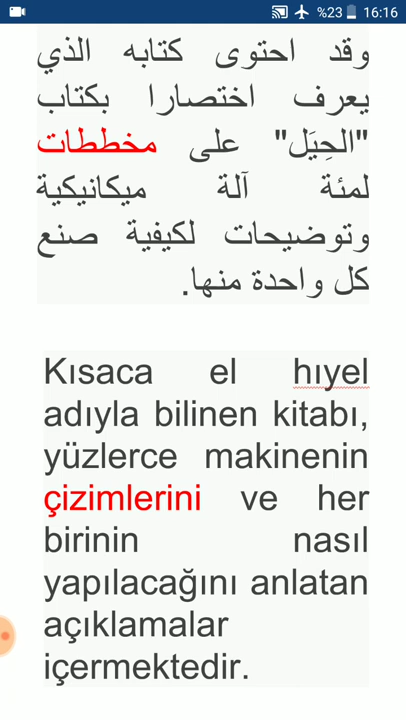 %23 16:16
وقد احتوى كتابه الذي
يعرف اختصارا بكتاب
"الحِيَل" على مخططات
لمئة آلة ميكانيكية
وتوضيحات لكيفية صنع
كل واحدة منها.
Kısaca el hıyel
adıyla bilinen kitabı,
yüzlerce makinenin
çizimlerini ve her
birinin nasıl
yapılacağını anlatan
açıklamalar
içermektedir.